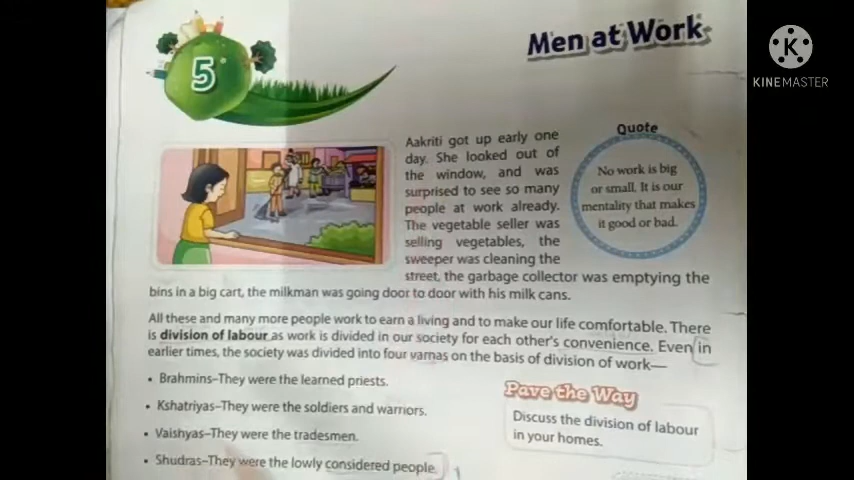 5
Men at Work
K
KINEMASTER
Aakriti got up early one
day. She looked out of
the window, and was
surprised to see so many
people at work already.
The vegetable seller was
selling vegetables, the
sweeper was cleaning the
street, the garbage collector was emptying the
bins in a big cart, the milkman was going door to door with his milk cans.
Quote
No work is big
or small. It is our
mentality that makes
it good or bad.
All these and many more people work to earn a living and to make our life comfortable. There
is division of labour as work is divided in our society for each other's convenience. Even in
earlier times, the society was divided into four varnas on the basis of division of work—
• Brahmins–They were the learned priests.
• Kshatriyas–They were the soldiers and warriors.
• Vaishyas–They were the tradesmen.
• Shudras–They were the lowly considered people.
Pave the Way
Discuss the division of labour
in your homes.